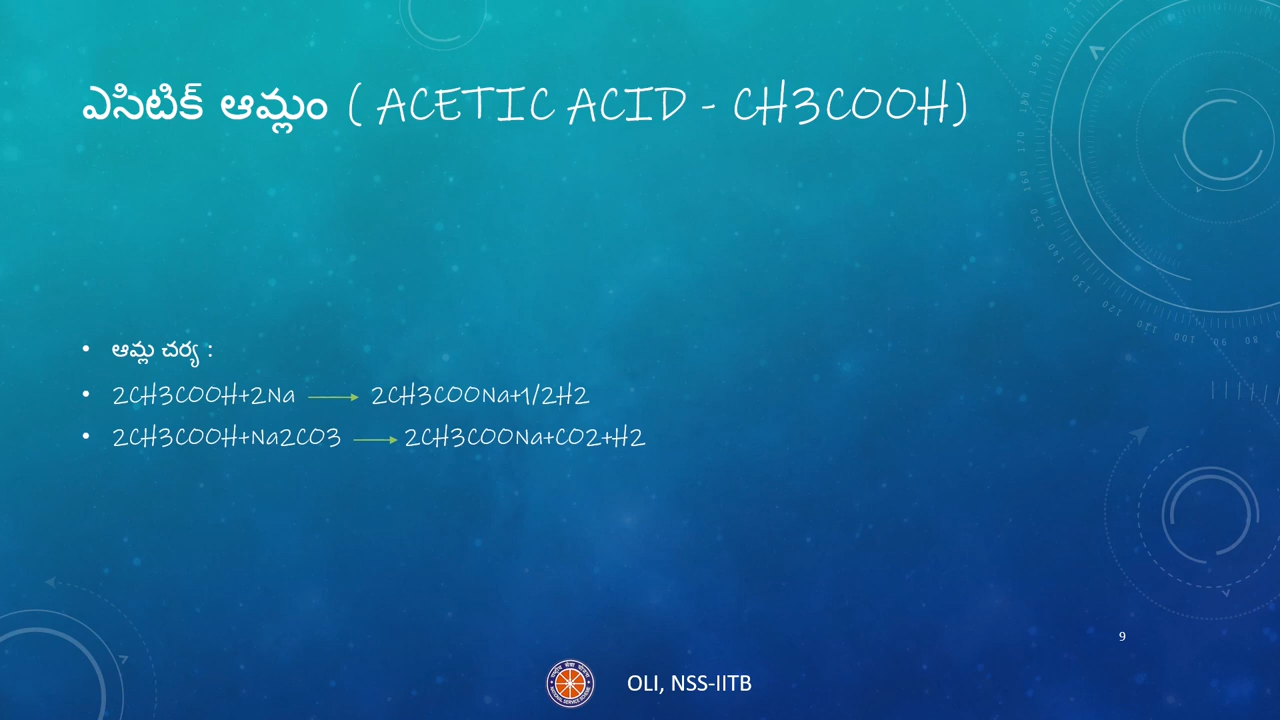 ఎసిటిక్ ఆమ్లం ( ACETIC ACID - CH3COOH)
• ఆమ్ల చర్య :
• 2CH3COOH+2Na → 2CH3COONa+1/2H2
• 2CH3COOH+Na2CO3 → 2CH3COONa+CO2+H2
9
OLI, NSS-IITB